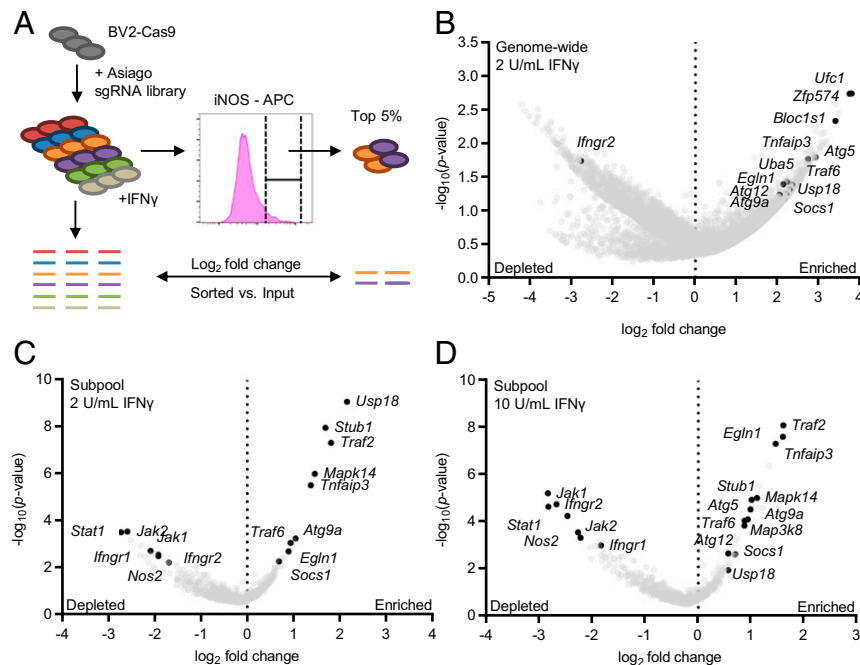 A
BV2-Cas9
+ Asiago
sgRNA library
+IFNγ
iNOS - APC
Top 5%
Log2 fold change
Sorted vs. Input
B
Genome-wide
2 U/mL IFNγ
3.5
3.0
2.5
2.0
1.5
1.0
0.5
0.0
-log10(p-value)
Ufc1
Zfp574
Bloc1s1
Tnfaip3
Atg5
Ifngr2
Uba5
Traf6
Egln1
Usp18
Atg12
Atg9a
Socs1
Depleted
Enriched
-5 -4 -3 -2 -1 0 1 2 3 4
log2 fold change
C
Subpool
2 U/mL IFNγ
10
8
6
4
2
0
-log10(p-value)
Usp18
Stub1
Traf2
Mapk14
Tnfaip3
Stat1
Jak2
Jak1
Traf6
Atg9a
Ifngr1
Ifngr2
Egln1
Nos2
Socs1
Depleted
Enriched
-4 -3 -2 -1 0 1 2 3 4
log2 fold change
D
Subpool
10 U/mL IFNγ
10
8
6
4
2
0
-log10(p-value)
Egln1
Traf2
Tnfaip3
Jak1
Stub1
Mapk14
Ifngr2
Atg5
Atg9a
Stat1
Jak2
Traf6
Map3k8
Nos2
Ifngr1
Atg12
Socs1
Usp18
Depleted
Enriched
-4 -3 -2 -1 0 1 2 3 4
log2 fold change